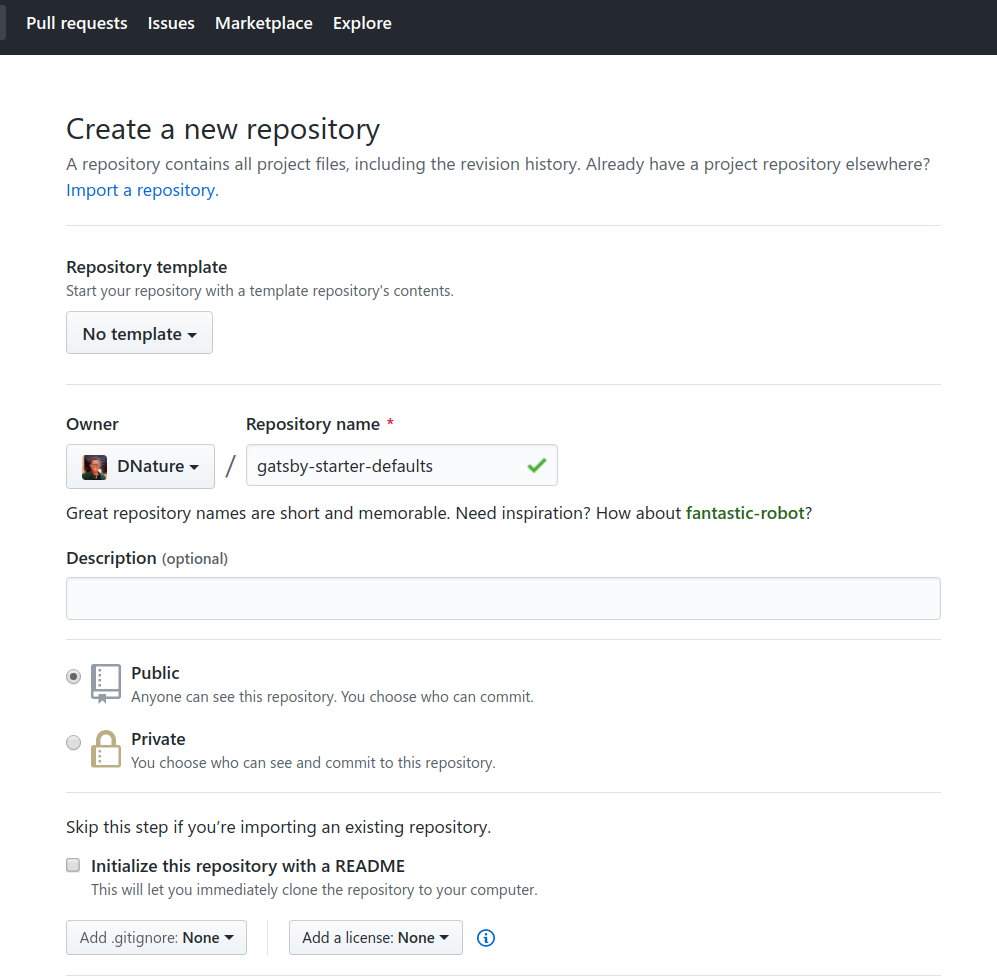 Pull requests Issues Marketplace Explore
Create a new repository
A repository contains all project files, including the revision history. Already have a project repository elsewhere?
Import a repository.
Repository template
Start your repository with a template repository's contents.
No template
Owner Repository name *
DNature / gatsby-starter-defaults
Great repository names are short and memorable. Need inspiration? How about fantastic-robot?
Description (optional)
Public
Anyone can see this repository. You choose who can commit.
Private
You choose who can see and commit to this repository.
Skip this step if you’re importing an existing repository.
Initialize this repository with a README
This will let you immediately clone the repository to your computer.
Add .gitignore: None Add a license: None